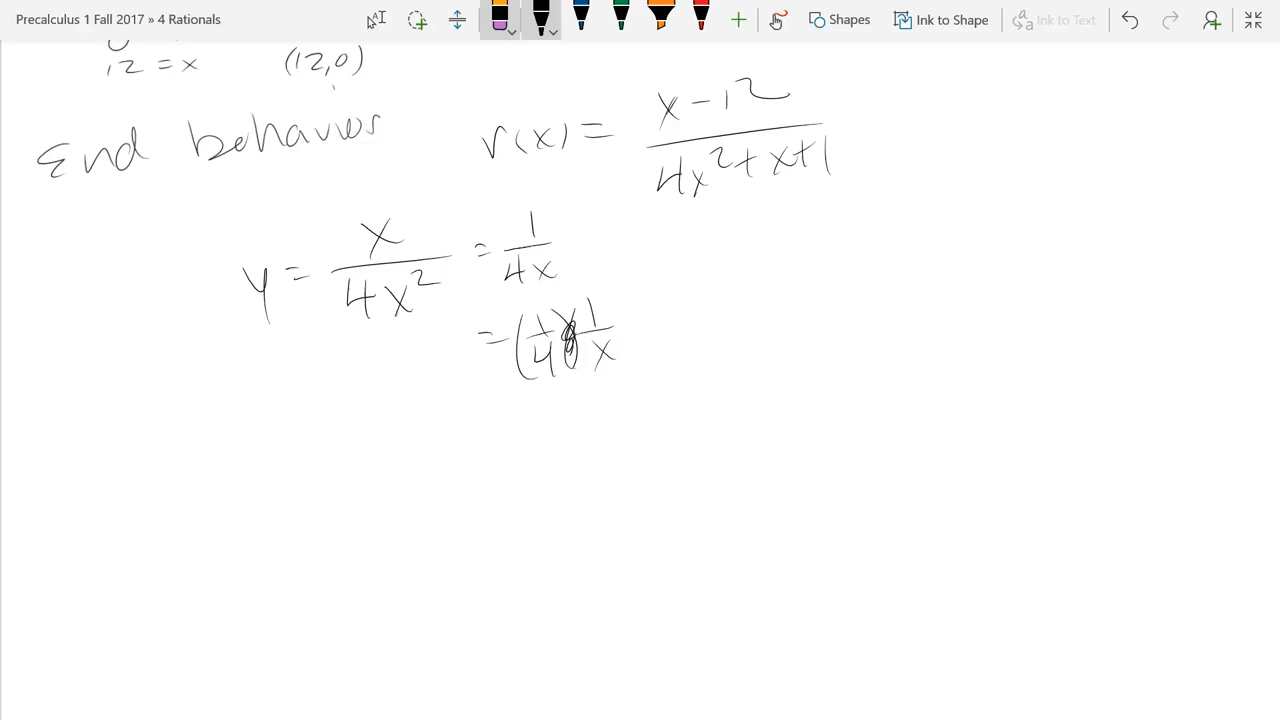 Precalculus 1 Fall 2017 » 4 Rationals
Shapes
Ink to Shape
Ink to Text
12 = x (12,0)
End behavior r(x) = x - 12 / 4x² + x + 1
y = x / 4x² = 1 / 4x
= (1/4) 1/x